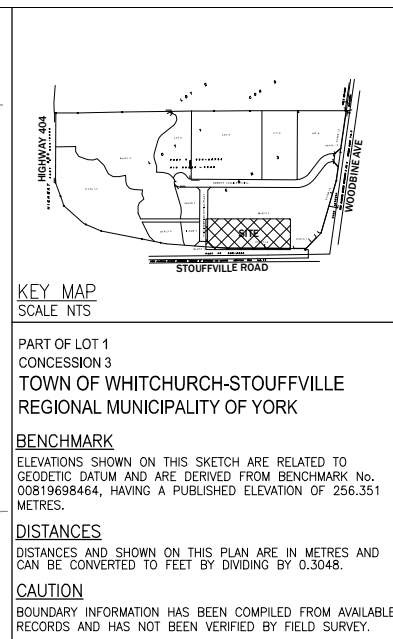 HIGHWAY 404
WOODBINE AVE
SITE
STOUFFVILLE ROAD
KEY MAP
SCALE NTS
PART OF LOT 1
CONCESSION 3
TOWN OF WHITCHURCH-STOUFFVILLE
REGIONAL MUNICIPALITY OF YORK
BENCHMARK
ELEVATIONS SHOWN ON THIS SKETCH ARE RELATED TO
GEODETIC DATUM AND ARE DERIVED FROM BENCHMARK No.
00819698464, HAVING A PUBLISHED ELEVATION OF 256.351
METRES.
DISTANCES
DISTANCES AND SHOWN ON THIS PLAN ARE IN METRES AND
CAN BE CONVERTED TO FEET BY DIVIDING BY 0.3048.
CAUTION
BOUNDARY INFORMATION HAS BEEN COMPILED FROM AVAILABLE
RECORDS AND HAS NOT BEEN VERIFIED BY FIELD SURVEY.